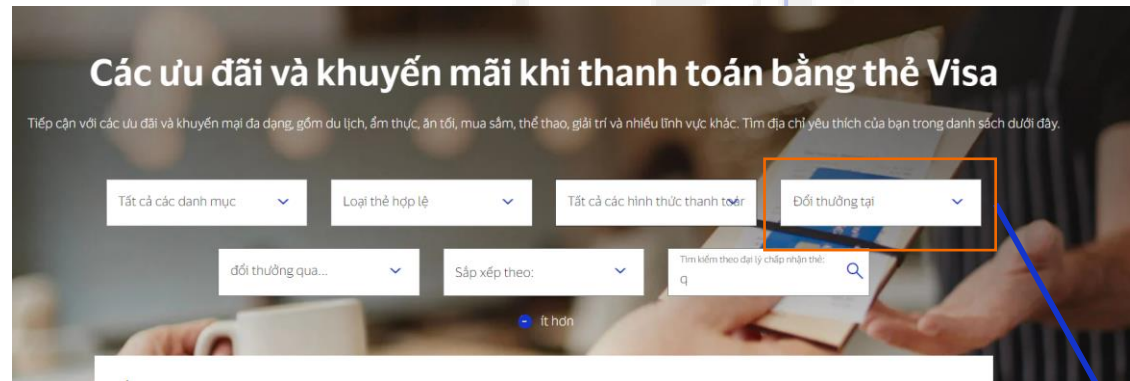 Các ưu đãi và khuyến mãi khi thanh toán bằng thẻ Visa
Tiếp cận với các ưu đãi và khuyến mại đa dạng, gồm du lịch, ẩm thực, ăn tối, mua sắm, thể thao, giải trí và nhiều lĩnh vực khác. Tìm địa chỉ yêu thích của bạn trong danh sách dưới đây.
Tất cả các danh mục
Loại thẻ hợp lệ
Tất cả các hình thức thanh toán
Đổi thưởng tại
đổi thưởng qua...
Sắp xếp theo:
Tìm kiếm theo đại lý chấp nhận thẻ:
q
ít hơn